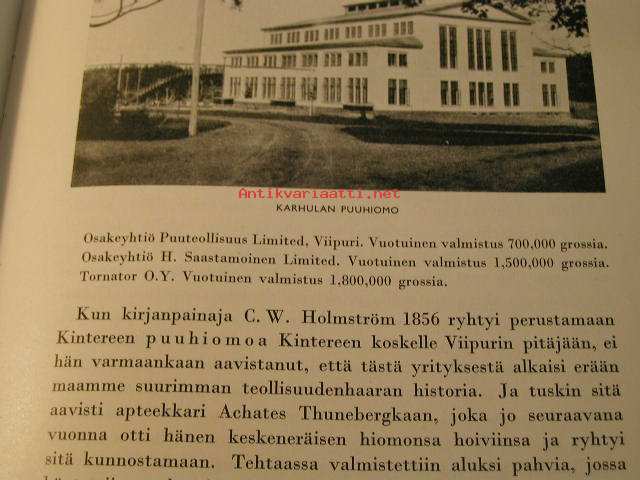 Antikvariaatti.net
KARHULAN PUUHIOMO
Osakeyhtiö Puuteollisuus Limited, Viipuri. Vuotuinen valmistus 700,000 grossia.
Osakeyhtiö H. Saastamoinen Limited. Vuotuinen valmistus 1,500,000 grossia.
Tornator O.Y. Vuotuinen valmistus 1,800,000 grossia.
Kun kirjanpainaja C. W. Holmström 1856 ryhtyi perustamaan
Kintereen puuhiomoa Kintereen koskelle Viipurin pitäjään, ei
hän varmaankaan aavistanut, että tästä yrityksestä alkaisi erään
maamme suurimman teollisuudenhaaran historia. Ja tuskin sitä
aavisti apteekkari Achates Thunebergkaan, joka jo seuraavana
vuonna otti hänen keskeneräisen hiomonsa hoiviinsa ja ryhtyi
sitä kunnostamaan. Tehtaassa valmistettiin aluksi pahvia, jossa